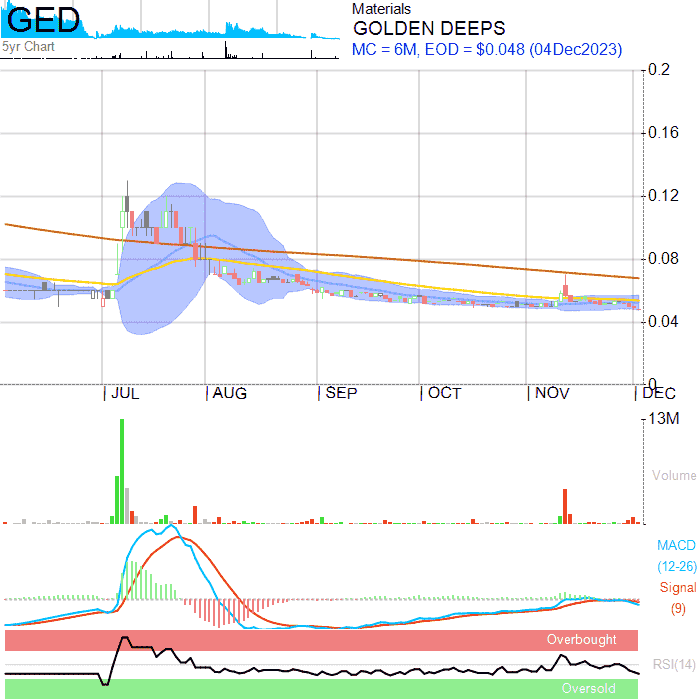 GED
5yr Chart
Materials
GOLDEN DEEPS
MC = 6M, EOD = $0.048 (04Dec2023)
0.2
0.16
0.12
0.08
0.04
0
JUL AUG SEP OCT NOV DEC
13M
Volume
MACD
(12-26)
Signal
(9)
Overbought
RSI(14)
Oversold